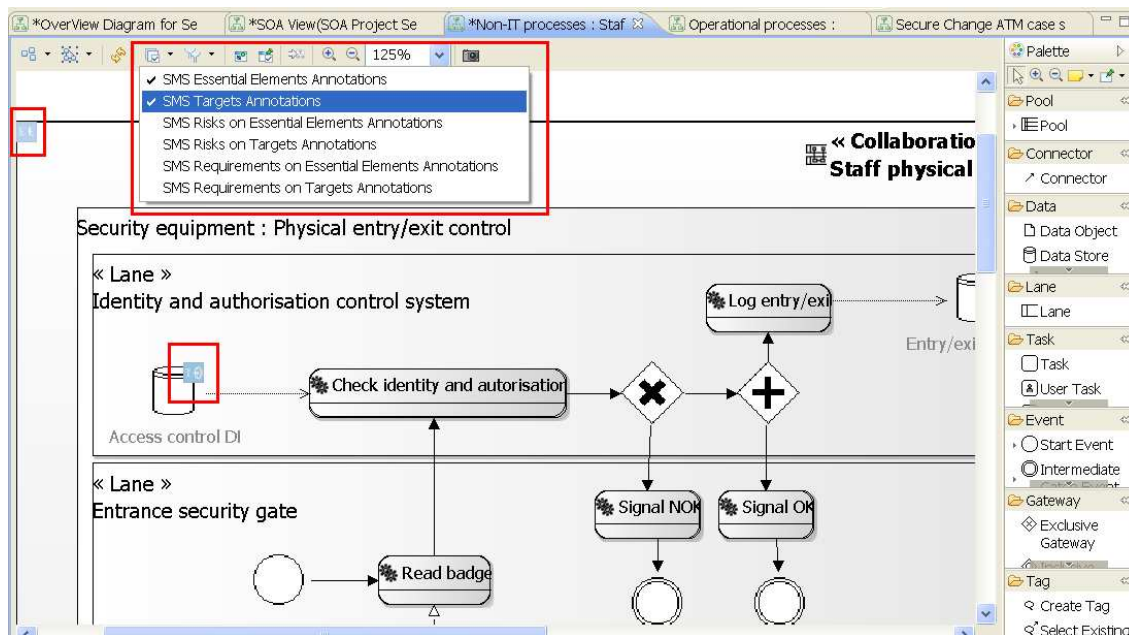 *OverView Diagram for Se
*SOA View(SOA Project Se
*Non-IT processes : Staf
Operational processes :
Secure Change ATM case s
125%
Palette
SMS Essential Elements Annotations
SMS Targets Annotations
SMS Risks on Essential Elements Annotations
SMS Risks on Targets Annotations
SMS Requirements on Essential Elements Annotations
SMS Requirements on Targets Annotations
« Collaboratio
Staff physical
Security equipment : Physical entry/exit control
« Lane »
Identity and authorisation control system
Log entry/exi
Entry/exi
Check identity and autorisation
Access control DI
« Lane »
Entrance security gate
Signal NOK
Signal OK
Read badge
Pool
Pool
Connector
Connector
Data
Data Object
Data Store
Lane
Lane
Task
Task
User Task
Event
Start Event
Intermediate
Gateway
Exclusive
Gateway
Tag
Create Tag
Select Existing